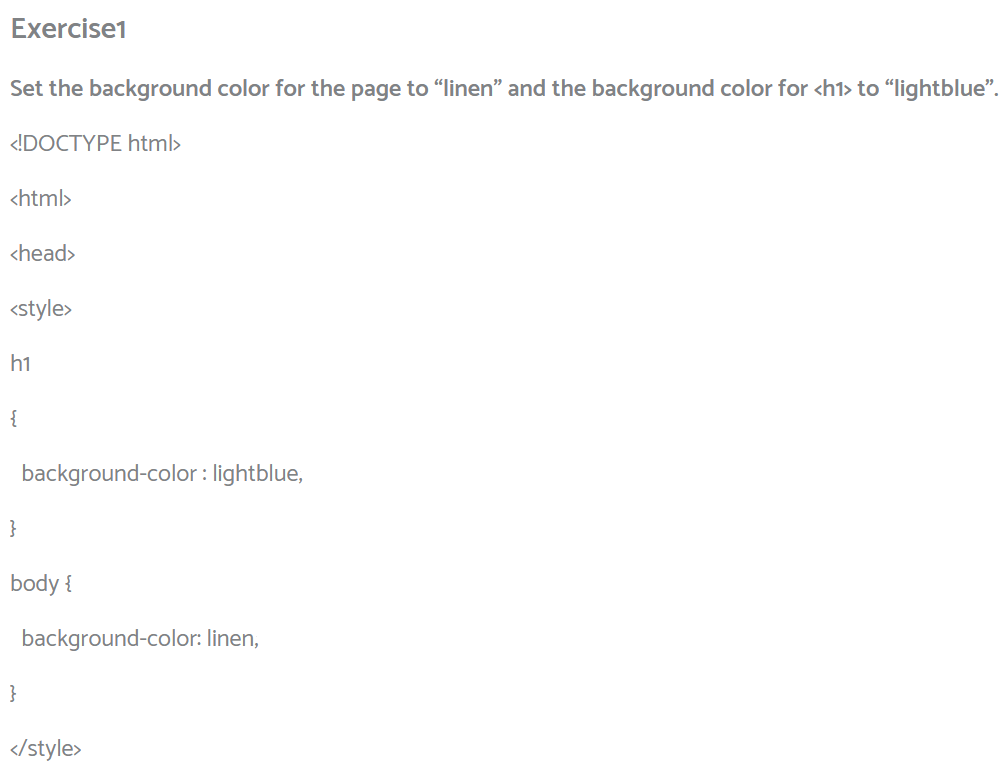 Exercise1
Set the background color for the page to “linen” and the background color for <h1> to “lightblue”.
<!DOCTYPE html>
<html>
<head>
<style>
h1
{
background-color : lightblue,
}
body {
background-color: linen,
}
</style>